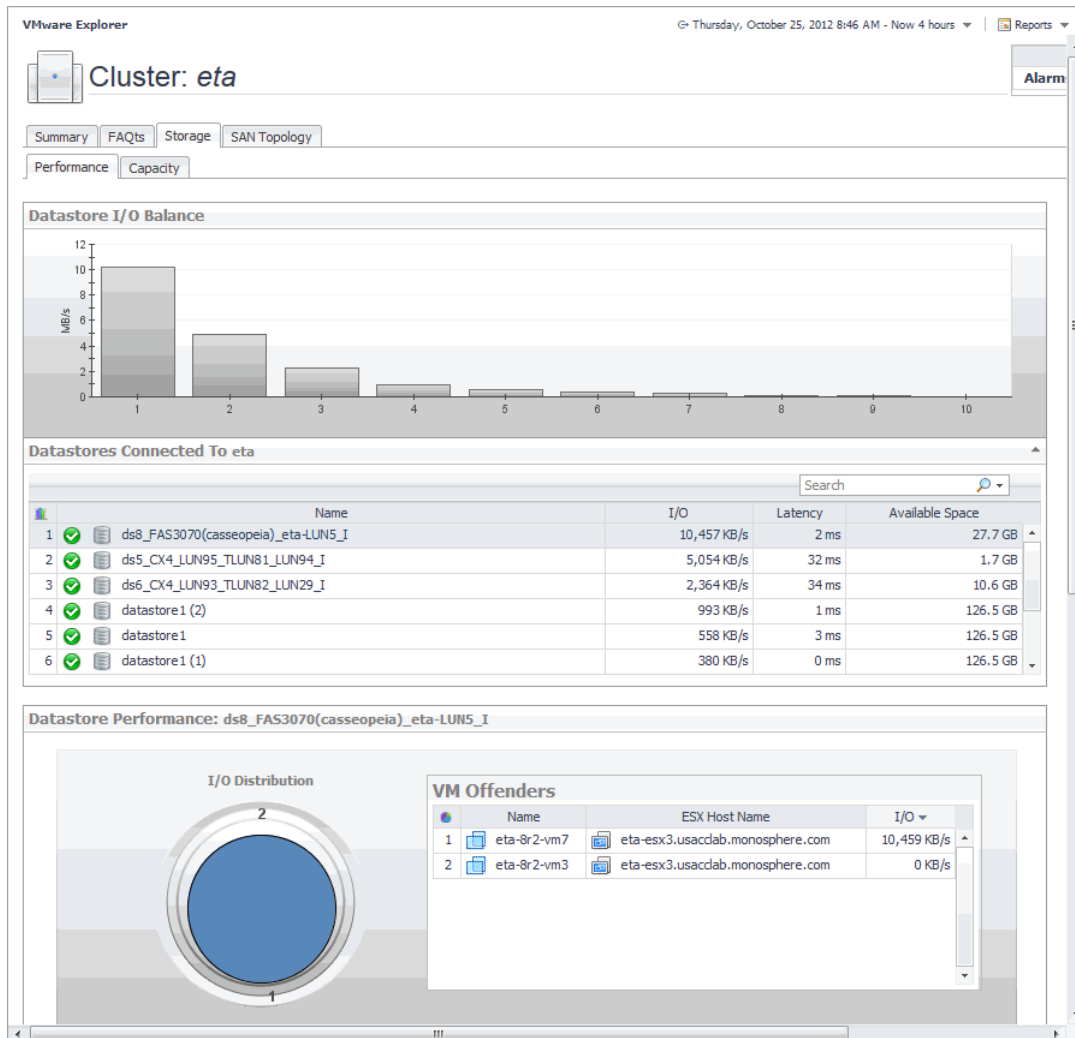 VMware Explorer
Thursday, October 25, 2012 8:46 AM - Now 4 hours Reports
Cluster: eta
Alarm
Summary FAQts Storage SAN Topology
Performance Capacity
Datastore I/O Balance
12
10
8
6
4
2
0
MB/s
1 2 3 4 5 6 7 8 9 10
Datastores Connected To eta
Search
Name I/O Latency Available Space
1 ds8_FAS3070(casseopeia)_eta-LUN5_I 10,457 KB/s 2 ms 27.7 GB
2 ds5_CX4_LUN95_TLUN81_LUN94_I 5,054 KB/s 32 ms 1.7 GB
3 ds6_CX4_LUN93_TLUN82_LUN29_I 2,364 KB/s 34 ms 10.6 GB
4 datastore1 (2) 993 KB/s 1 ms 126.5 GB
5 datastore1 558 KB/s 3 ms 126.5 GB
6 datastore1 (1) 380 KB/s 0 ms 126.5 GB
Datastore Performance: ds8_FAS3070(casseopeia)_eta-LUN5_I
I/O Distribution
2
1
VM Offenders
Name ESX Host Name I/O
1 eta-8r2-vm7 eta-esx3.usacclab.monosphere.com 10,459 KB/s
2 eta-8r2-vm3 eta-esx3.usacclab.monosphere.com 0 KB/s